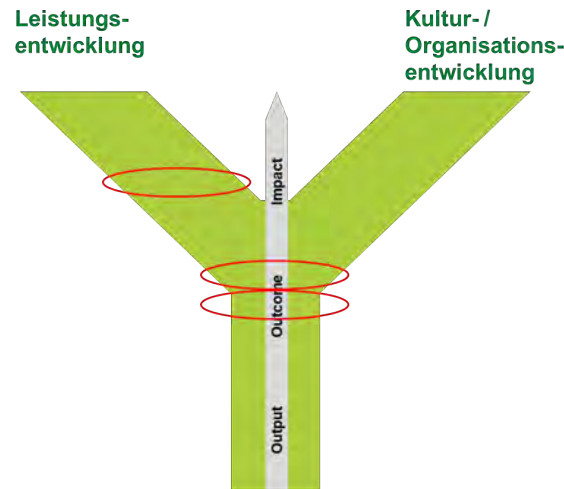 Leistungs-
entwicklung
Kultur- /
Organisations-
entwicklung
Impact
Outcome
Output